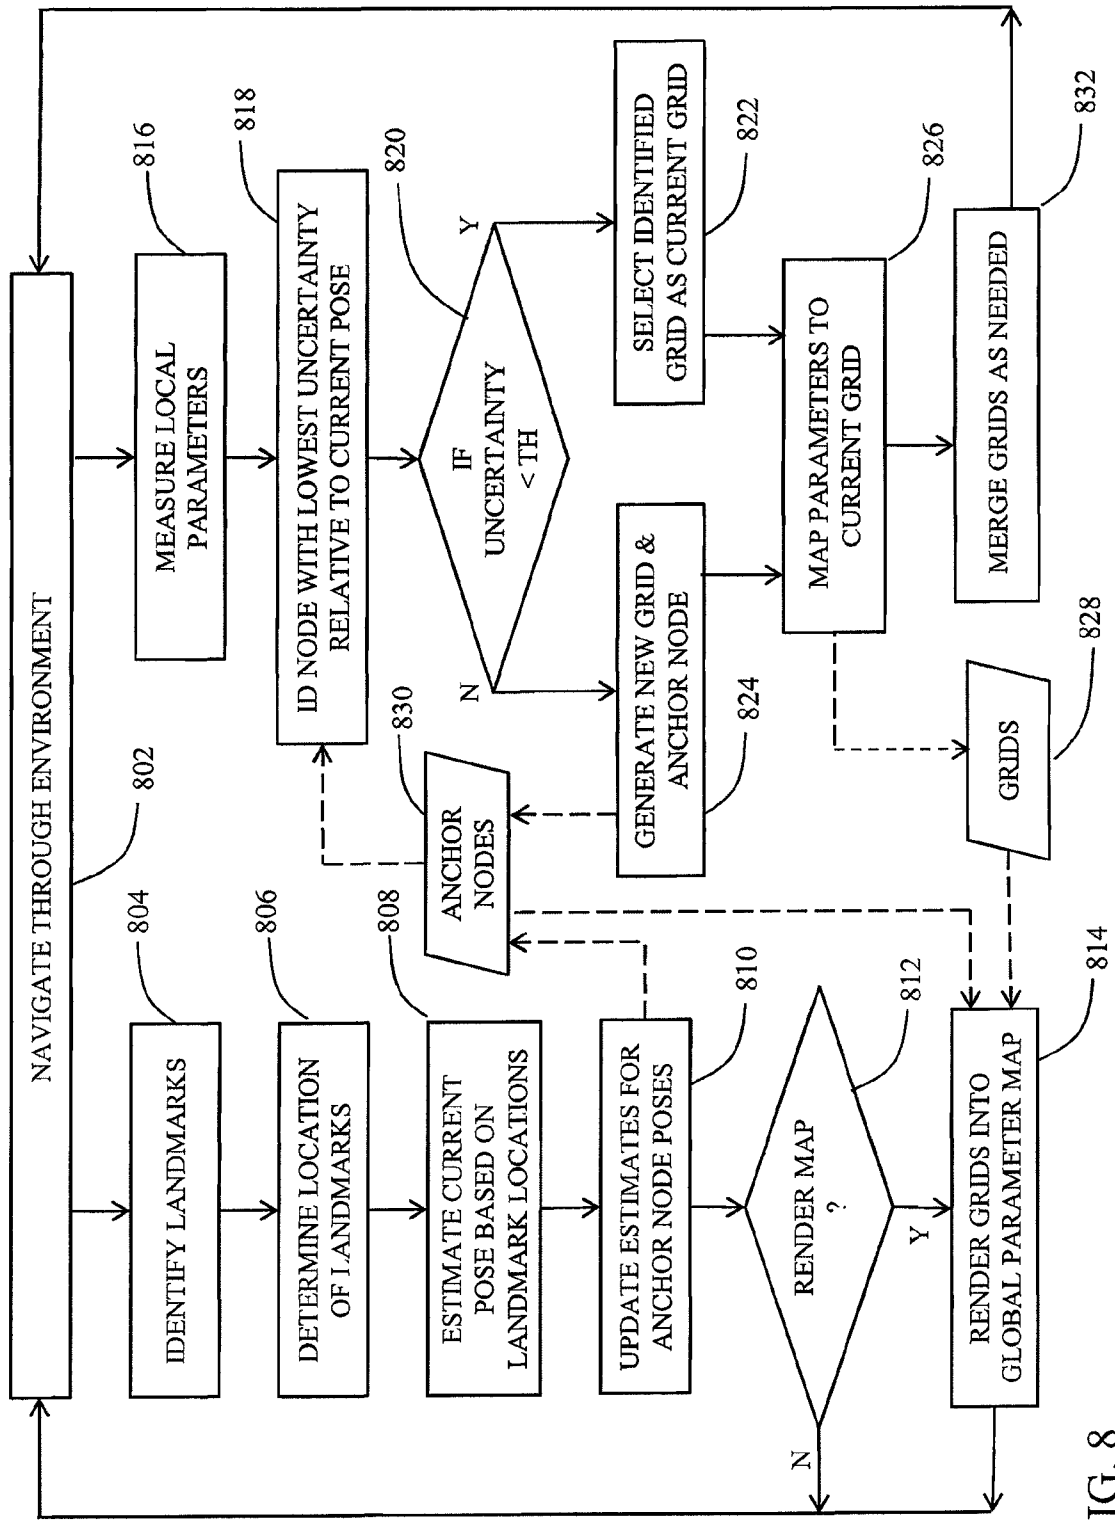 NAVIGATE THROUGH ENVIRONMENT
802
IDENTIFY LANDMARKS
804
DETERMINE LOCATION
OF LANDMARKS
806
ESTIMATE CURRENT
POSE BASED ON
LANDMARK LOCATIONS
808
UPDATE ESTIMATES FOR
ANCHOR NODE POSES
810
RENDER MAP
?
812
N
Y
RENDER GRIDS INTO
GLOBAL PARAMETER MAP
814
MEASURE LOCAL
PARAMETERS
816
ID NODE WITH LOWEST UNCERTAINTY
RELATIVE TO CURRENT POSE
818
ANCHOR
NODES
830
IF
UNCERTAINTY
< TH
820
N
Y
GENERATE NEW GRID &
ANCHOR NODE
824
SELECT IDENTIFIED
GRID AS CURRENT GRID
822
MAP PARAMETERS TO
CURRENT GRID
826
GRIDS
828
MERGE GRIDS AS NEEDED
832
IG. 8